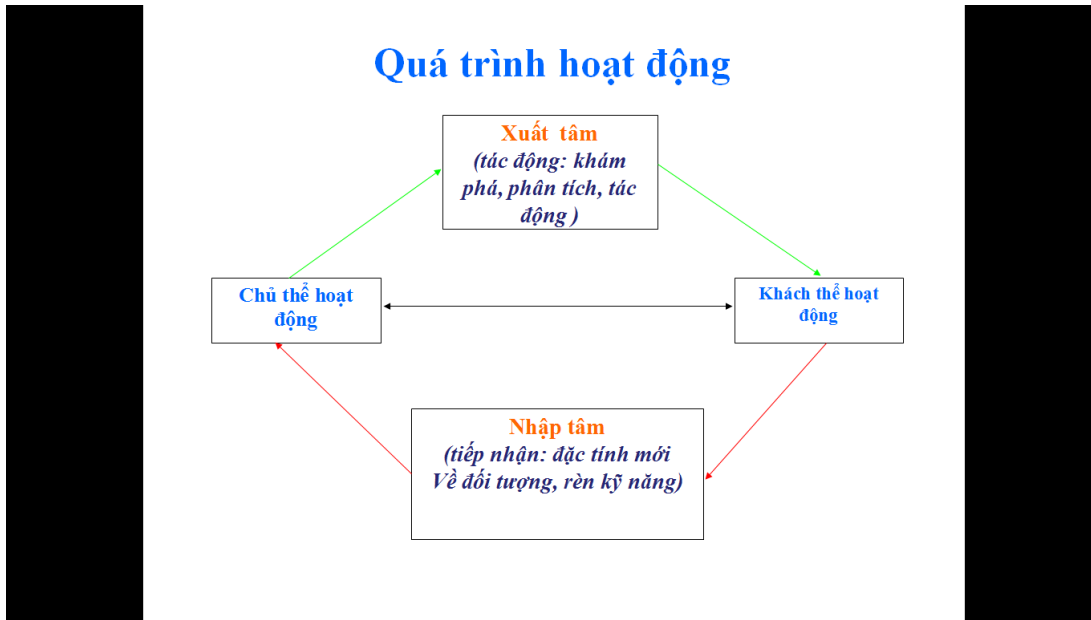 Quá trình hoạt động
Xuất tâm
(tác động: khám
phá, phân tích, tác
động )
Chủ thể hoạt
động
Khách thể hoạt
động
Nhập tâm
(tiếp nhận: đặc tính mới
Về đối tượng, rèn kỹ năng)